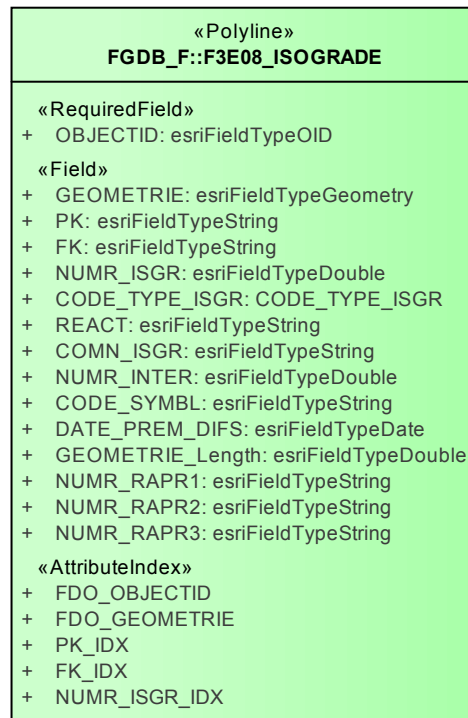 «Polyline»
FGDB_F::F3E08_ISOGRADE
«RequiredField»
+ OBJECTID: esriFieldTypeOID
«Field»
+ GEOMETRIE: esriFieldTypeGeometry
+ PK: esriFieldTypeString
+ FK: esriFieldTypeString
+ NUMR_ISGR: esriFieldTypeDouble
+ CODE_TYPE_ISGR: CODE_TYPE_ISGR
+ REACT: esriFieldTypeString
+ COMN_ISGR: esriFieldTypeString
+ NUMR_INTER: esriFieldTypeDouble
+ CODE_SYMBL: esriFieldTypeString
+ DATE_PREM_DIFS: esriFieldTypeDate
+ GEOMETRIE_Length: esriFieldTypeDouble
+ NUMR_RAPR1: esriFieldTypeString
+ NUMR_RAPR2: esriFieldTypeString
+ NUMR_RAPR3: esriFieldTypeString
«AttributeIndex»
+ FDO_OBJECTID
+ FDO_GEOMETRIE
+ PK_IDX
+ FK_IDX
+ NUMR_ISGR_IDX